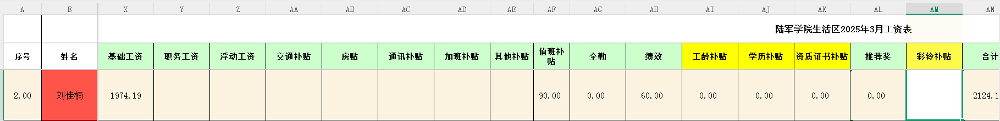 A B X Y Z AA AB AC AD AE AF AG AH AI AJ AK AL AM AN
陆军学院生活区2025年3月工资表
序号 姓名 基础工资 职务工资 浮动工资 交通补贴 房贴 通讯补贴 加班补贴 其他补贴 值班补贴 全勤 绩效 工龄补贴 学历补贴 资质证书补贴 推荐奖 彩铃补贴 合计
2.00 刘佳楠 1974.19 90.00 0.00 60.00 0.00 0.00 0.00 0.00 2124.1